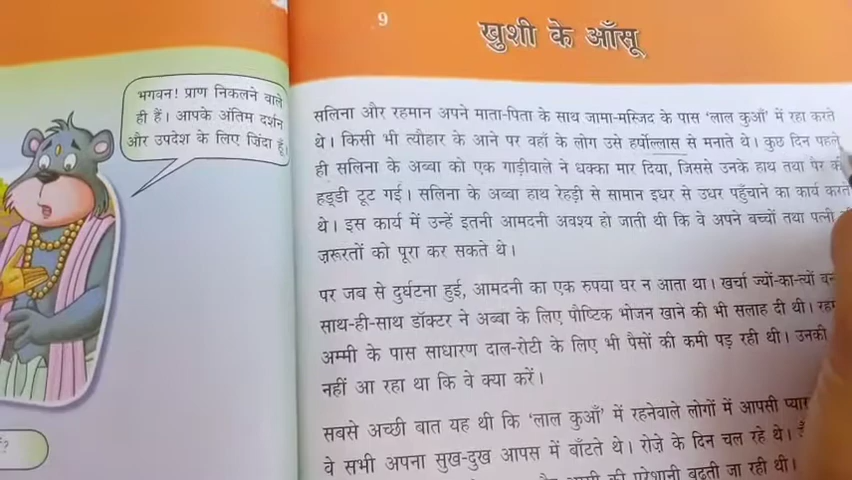 भगवन! प्राण निकलने वाले
ही हैं। आपके अंतिम दर्शन
और उपदेश के लिए ज़िंदा हूँ।
9
खुशी के आँसू
सलिना और रहमान अपने माता-पिता के साथ जामा-मस्जिद के पास 'लाल कुआँ' में रहा करते
थे। किसी भी त्यौहार के आने पर वहाँ के लोग उसे हर्षोल्लास से मनाते थे। कुछ दिन पहले
ही सलिना के अब्बा को एक गाड़ीवाले ने धक्का मार दिया, जिससे उनके हाथ तथा पैर की
हड्डी टूट गई। सलिना के अब्बा हाथ रेहड़ी से सामान इधर से उधर पहुँचाने का कार्य करते
थे। इस कार्य में उन्हें इतनी आमदनी अवश्य हो जाती थी कि वे अपने बच्चों तथा पत्नी
ज़रूरतों को पूरा कर सकते थे।
पर जब से दुर्घटना हुई, आमदनी का एक रुपया घर न आता था। खर्चा ज्यों-का-त्यों
साथ-ही-साथ डॉक्टर ने अब्बा के लिए पौष्टिक भोजन खाने की भी सलाह दी थी।
अम्मी के पास साधारण दाल-रोटी के लिए भी पैसों की कमी पड़ रही थी। उनकी
नहीं आ रहा था कि वे क्या करें।
सबसे अच्छी बात यह थी कि 'लाल कुआँ' में रहनेवाले लोगों में आपसी
वे सभी अपना सुख-दुख आपस में बाँटते थे। रोज़े के दिन चल रहे थे।
की परेशानी बढ़ती जा रही थी।